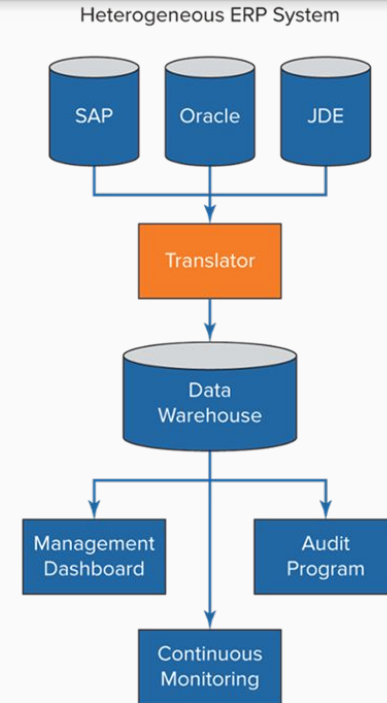 Heterogeneous ERP System
SAP
Oracle
JDE
Translator
Data
Warehouse
Management
Dashboard
Audit
Program
Continuous
Monitoring